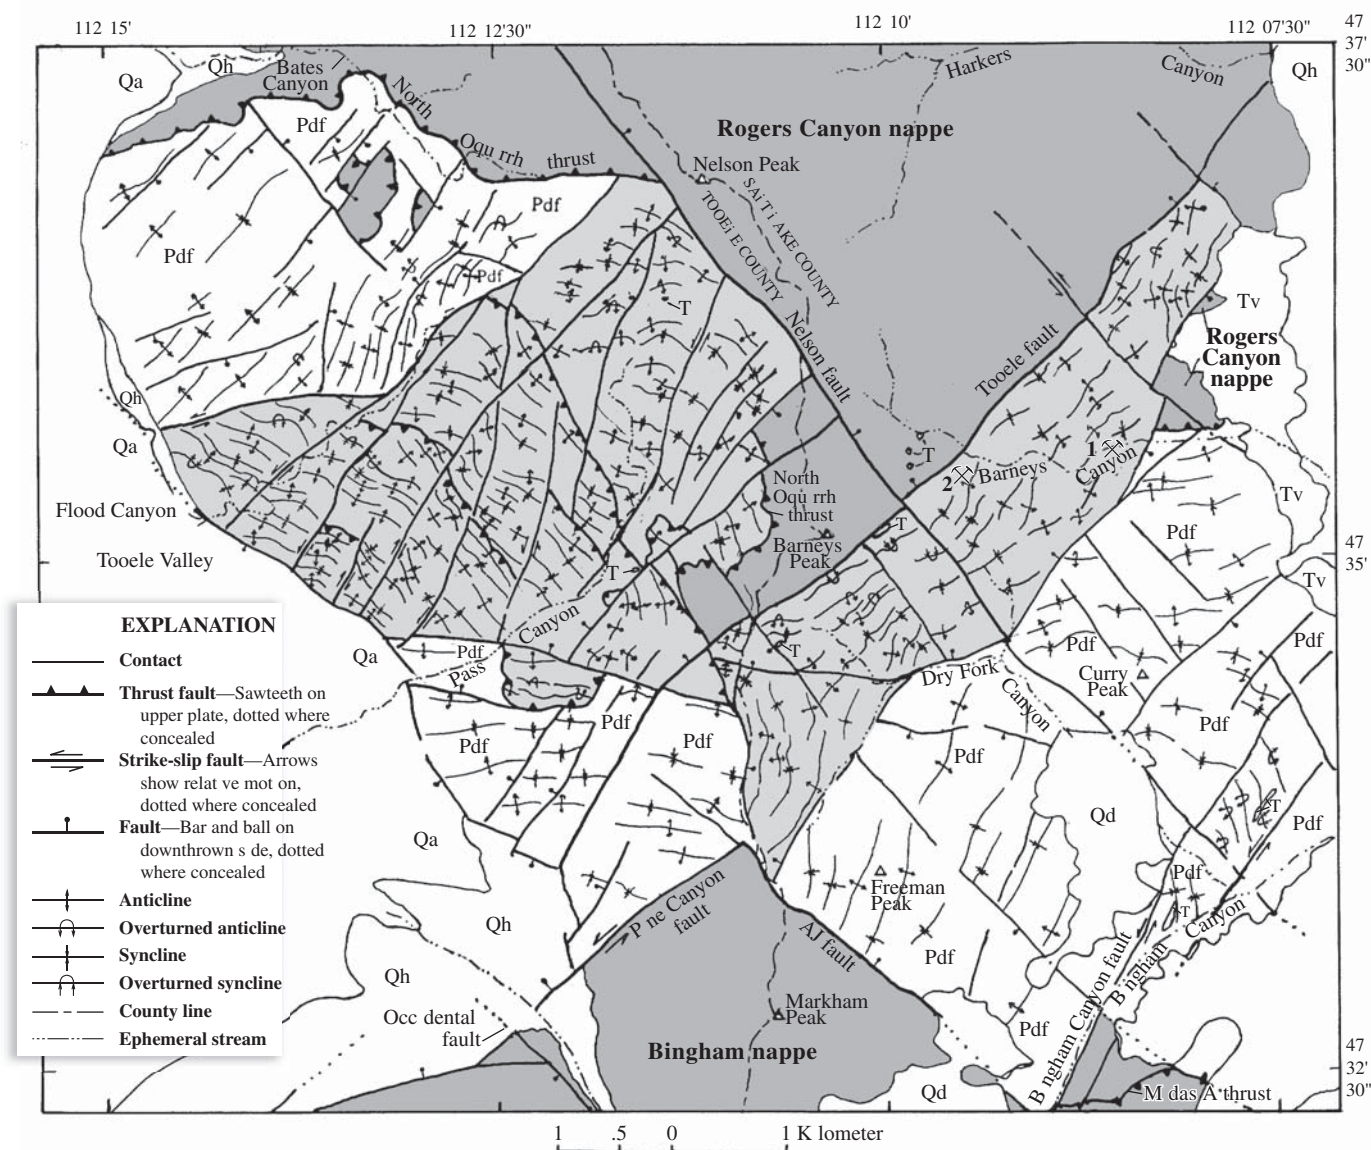 112 15'
112 12'30"
112 10'
112 07'30"
47
37'
30"
Qa
Qh
Bates
Canyon
Harkers
Canyon
Qh
North
Pdf
Rogers Canyon nappe
Oqu rrh
thrust
Nelson Peak
SAi T i AKE COUNTY
TOOEi E COUNTY
Pdf
Pdf
Pdf
T
Tv
Nelson fault
Tooele fault
Rogers
Canyon
nappe
Qh
Qa
T
1
2
Barneys
Canyon
North
Oqu rrh
thrust
Tv
Flood Canyon
Pdf
T
Tooele Valley
Barneys
Peak
47
35'
T
Tv
Canyon
Pdf
Pdf
Pdf
Qa
Pass
T
Dry Fork
Canyon
Curry
Peak
Pdf
Pdf
Pdf
Pdf
Pdf
T
Qd
Pdf
Qa
Pdf
Freeman
Peak
T
Canyon
P ne Canyon
fault
Qh
AJ fault
Pdf
B ngham
B ngham Canyon fault
Qh
Occ dental
fault
Markham
Peak
Pdf
Bingham nappe
47
32'
30"
Qd
M das A thrust
EXPLANATION
Contact
Thrust fault—Sawteeth on
upper plate, dotted where
concealed
Strike-slip fault—Arrows
show relat ve mot on,
dotted where concealed
Fault—Bar and ball on
downthrown s de, dotted
where concealed
Anticline
Overturned anticline
Syncline
Overturned syncline
County line
Ephemeral stream
1 .5 0 1 K lometer